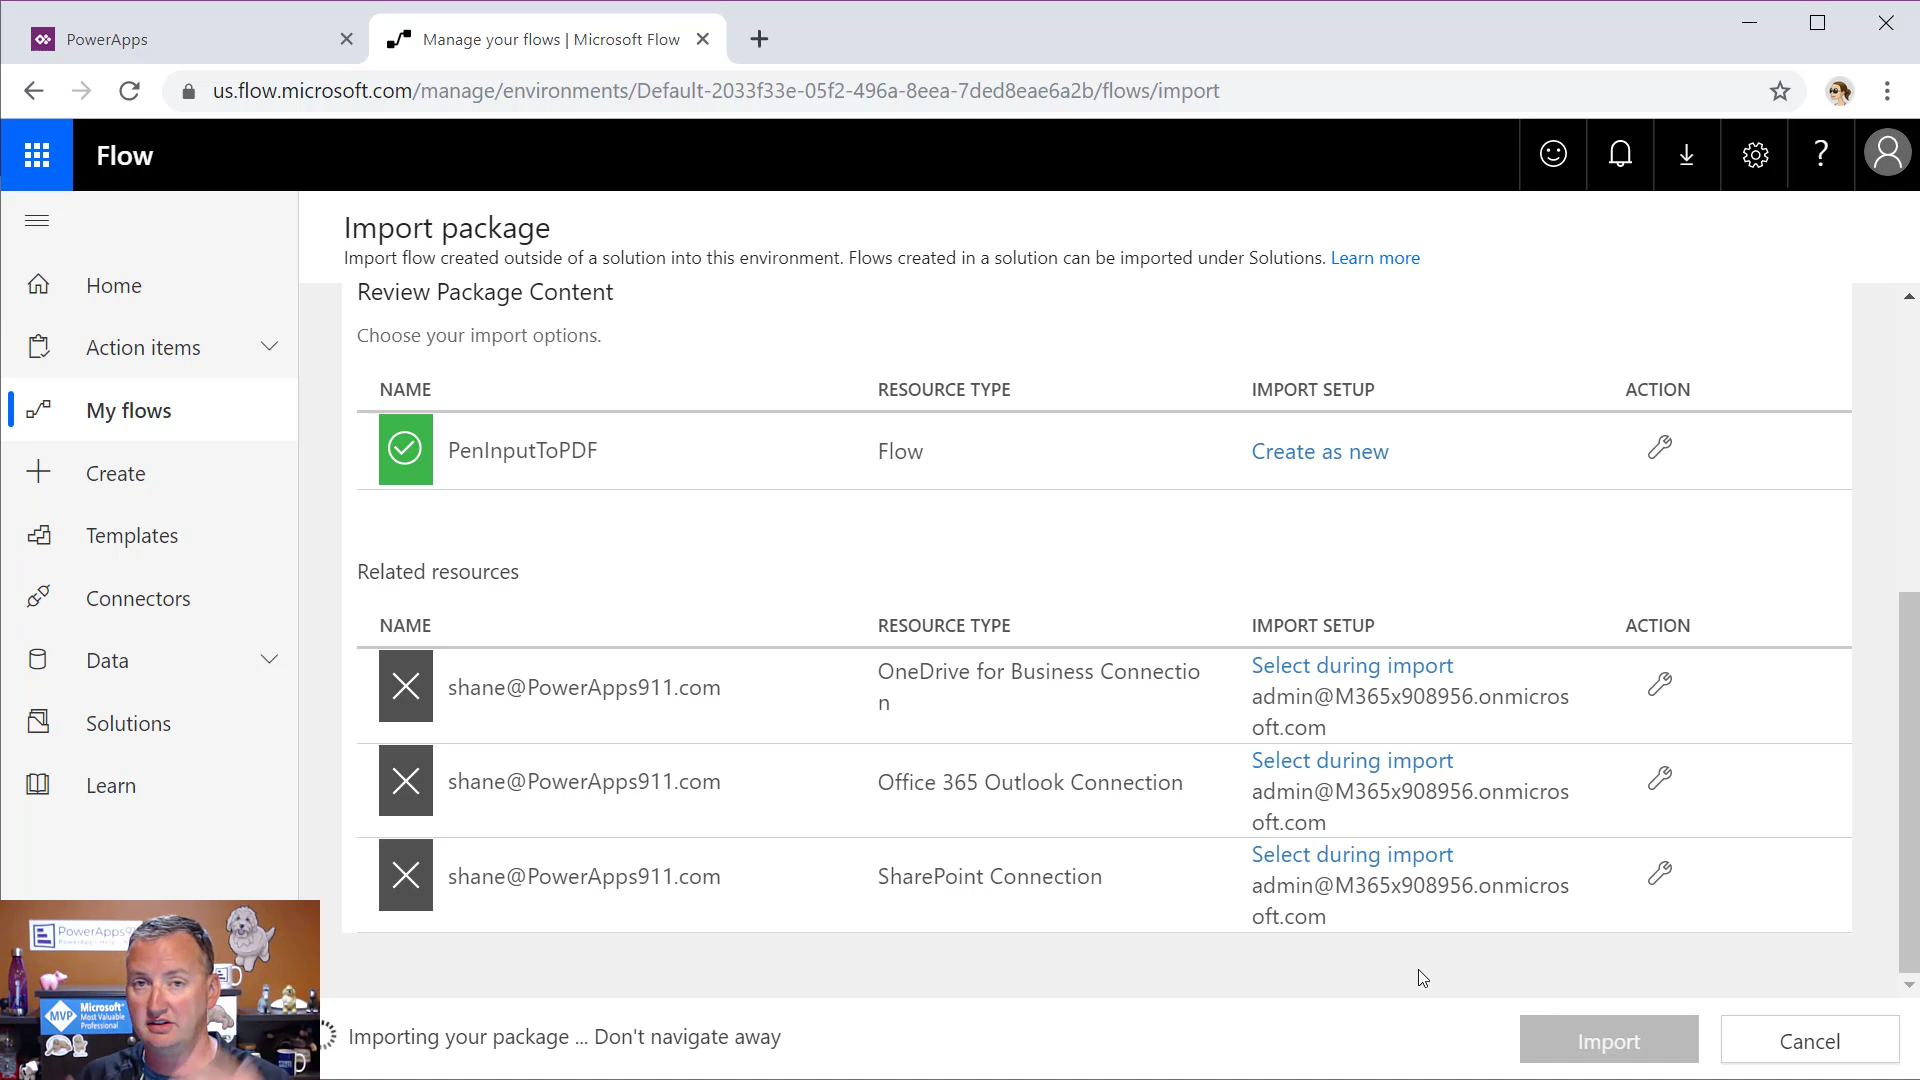 PowerApps
Manage your flows | Microsoft Flow
us.flow.microsoft.com/manage/environments/Default-2033f33e-05f2-496a-8eea-7ded8eae6a2b/flows/import
Flow
?
Import package
Import flow created outside of a solution into this environment. Flows created in a solution can be imported under Solutions. Learn more
Home
Action items
My flows
Create
Templates
Connectors
Data
Solutions
Learn
Review Package Content
Choose your import options.
NAME RESOURCE TYPE IMPORT SETUP ACTION
PenInputToPDF Flow Create as new
Related resources
NAME RESOURCE TYPE IMPORT SETUP ACTION
shane@PowerApps911.com OneDrive for Business Connectio
n
Select during import
admin@M365x908956.onmicros
oft.com
shane@PowerApps911.com Office 365 Outlook Connection
Select during import
admin@M365x908956.onmicros
oft.com
shane@PowerApps911.com SharePoint Connection
Select during import
admin@M365x908956.onmicros
oft.com
PowerApps
MVP
Microsoft
Most Valuable
Professional
Importing your package ... Don't navigate away
Import
Cancel